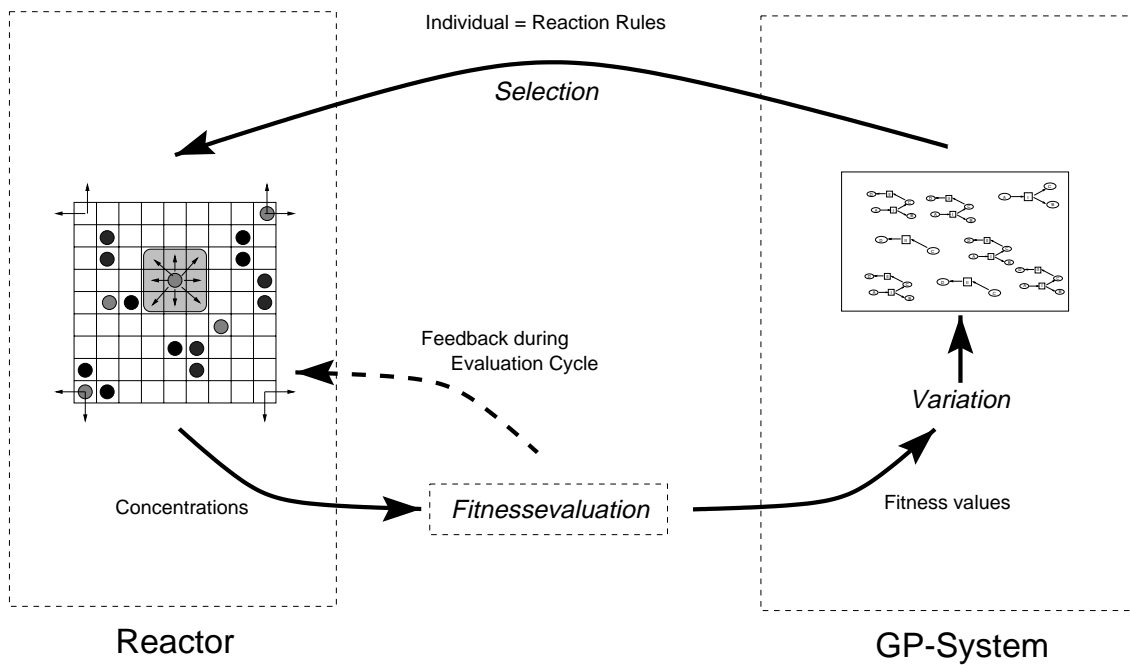 Individual = Reaction Rules
Selection
Feedback during
Evaluation Cycle
Variation
Concentrations
Fitnessevaluation
Fitness values
Reactor
GP-System